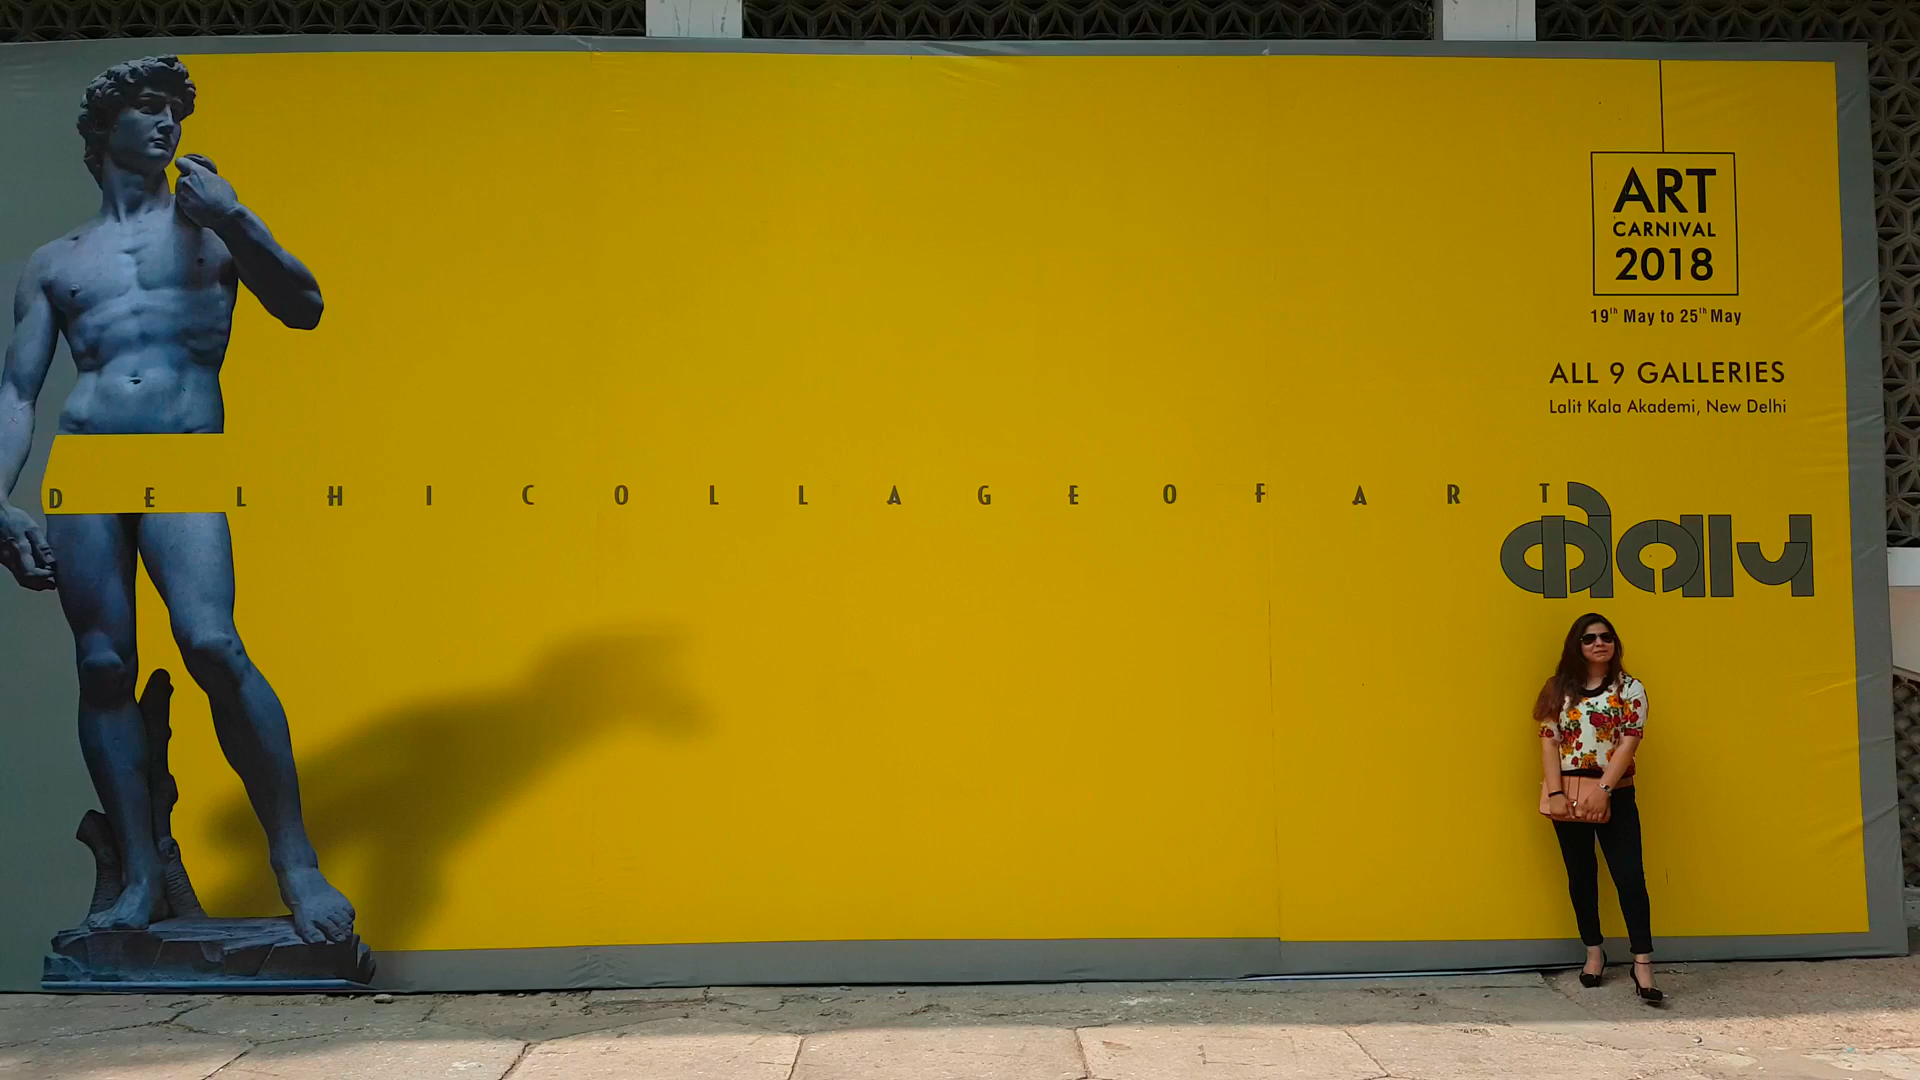 ART
CARNIVAL
2018
19th May to 25th May
ALL 9 GALLERIES
Lalit Kala Akademi, New Delhi
D E L H I C O L L A G E O F A R T